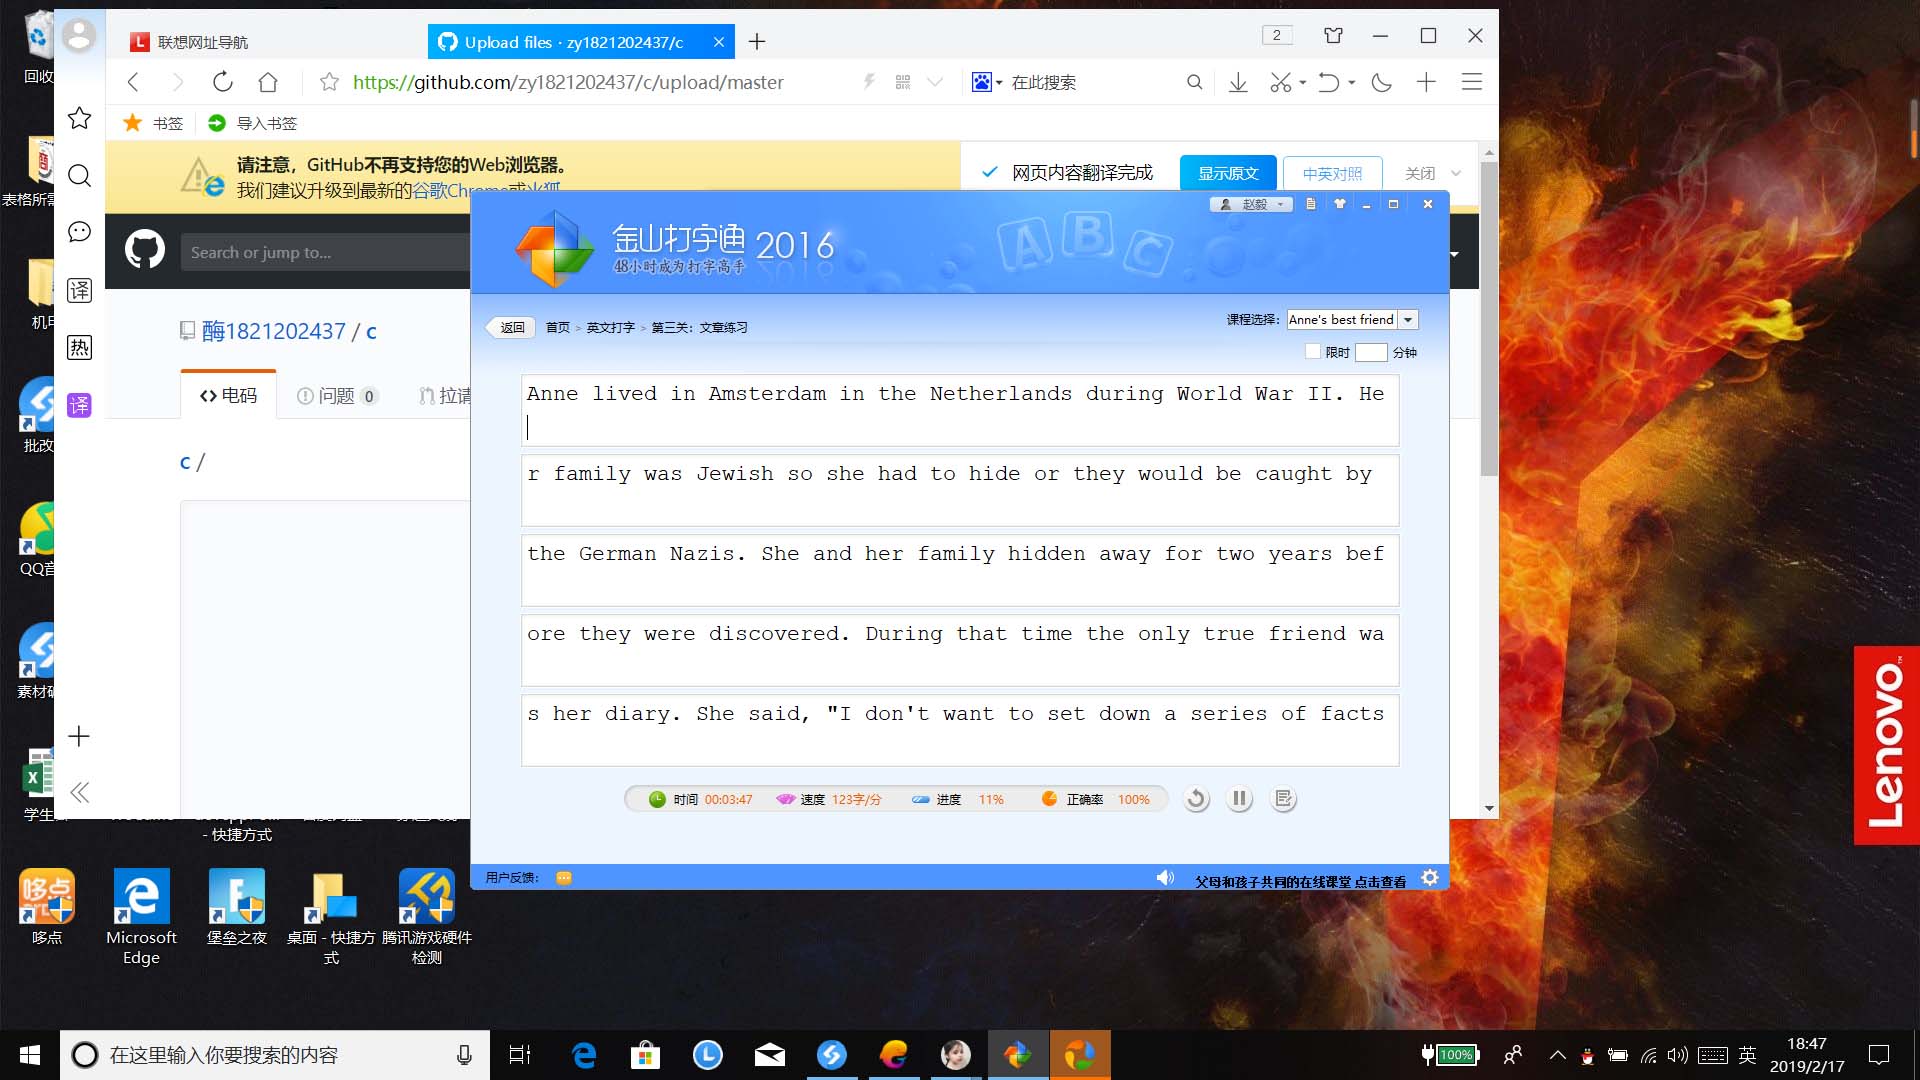 联想网址导航
Upload files · zy1821202437/c
2
https://github.com/zy1821202437/c/upload/master
在此搜索
书签
导入书签
请注意，GitHub不再支持您的Web浏览器。
我们建议升级到最新的谷歌Chrome或火狐
网页内容翻译完成
显示原文
中英对照
关闭
Search or jump to...
酶1821202437 / c
电码
问题 0
拉请
c /
译
热
译
赵毅
金山打字通 2016
48小时成为打字高手
A B C
返回
首页 > 英文打字 > 第三关：文章练习
课程选择： Anne's best friend
限时 分钟
Anne lived in Amsterdam in the Netherlands during World War II. He
r family was Jewish so she had to hide or they would be caught by
the German Nazis. She and her family hidden away for two years bef
ore they were discovered. During that time the only true friend wa
s her diary. She said, "I don't want to set down a series of facts
时间 00:03:47 速度 123字/分 进度 11% 正确率 100%
用户反馈：
父母和孩子共同的在线课堂 点击查看
回收
表格所需
机甲
批改
QQ音
素材
学生
- 快捷方式
哆点
Microsoft Edge
堡垒之夜
桌面 - 快捷方式
腾讯游戏硬件检测
Lenovo
在这里输入你要搜索的内容
100%
英
18:47
2019/2/17